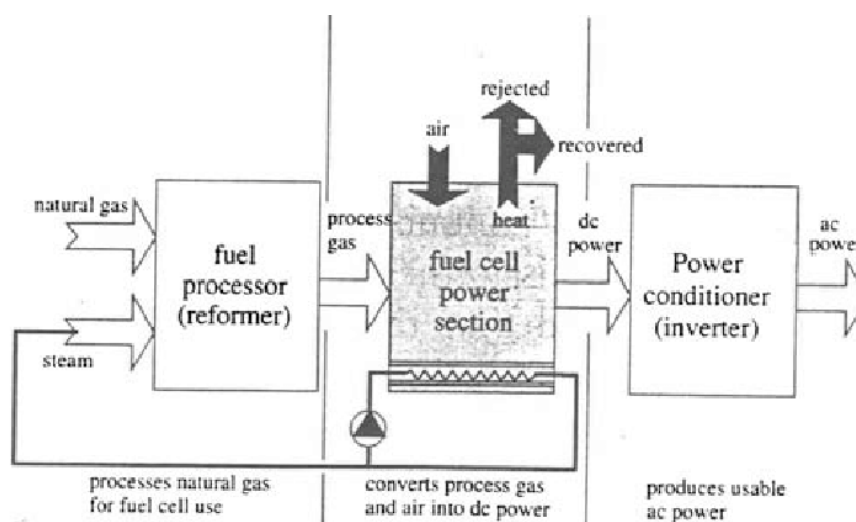 rejected
air
recovered
natural gas
process
gas
heat
dc
power
ac
power
fuel
processor
(reformer)
fuel cell
power
section
Power
conditioner
(inverter)
steam
processes natural gas
for fuel cell use
converts process gas
and air into dc power
produces usable
ac power